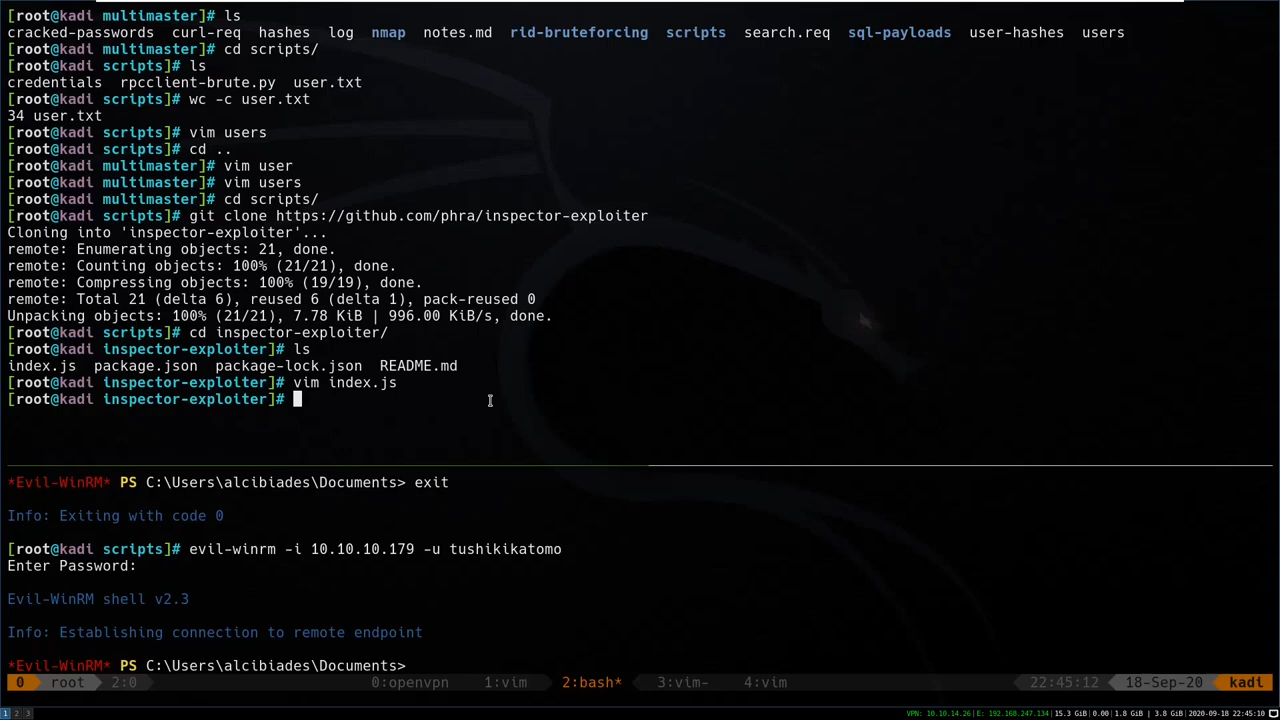 [root@kadi multimaster]# ls
cracked-passwords  curl-req  hashes  log  nmap  notes.md  rid-bruteforcing  scripts  search.req  sql-payloads  user-hashes  users
[root@kadi multimaster]# cd scripts/
[root@kadi scripts]# ls
credentials  rpcclient-brute.py  user.txt
[root@kadi scripts]# wc -c user.txt
34 user.txt
[root@kadi scripts]# vim users
[root@kadi scripts]# cd ..
[root@kadi multimaster]# vim user
[root@kadi multimaster]# vim users
[root@kadi multimaster]# cd scripts/
[root@kadi scripts]# git clone https://github.com/phra/inspector-exploiter
Cloning into 'inspector-exploiter'...
remote: Enumerating objects: 21, done.
remote: Counting objects: 100% (21/21), done.
remote: Compressing objects: 100% (19/19), done.
remote: Total 21 (delta 6), reused 6 (delta 1), pack-reused 0
Unpacking objects: 100% (21/21), 7.78 KiB | 996.00 KiB/s, done.
[root@kadi scripts]# cd inspector-exploiter/
[root@kadi inspector-exploiter]# ls
index.js  package.json  package-lock.json  README.md
[root@kadi inspector-exploiter]# vim index.js
[root@kadi inspector-exploiter]#
*Evil-WinRM* PS C:\Users\alcibiades\Documents> exit
Info: Exiting with code 0
[root@kadi scripts]# evil-winrm -i 10.10.10.179 -u tushikikatomo
Enter Password:
Evil-WinRM shell v2.3
Info: Establishing connection to remote endpoint
*Evil-WinRM* PS C:\Users\alcibiades\Documents>
0 root 2:0 0:openvpn 1:vim 2:bash* 3:vim- 4:vim 22:45:12 18-Sep-20 kadi
1 2 3 VPN: 10.10.14.26|E: 192.168.247.134|15.3 GiB|0.00|1.8 GiB | 3.8 GiB|2020-09-18 22:45:10